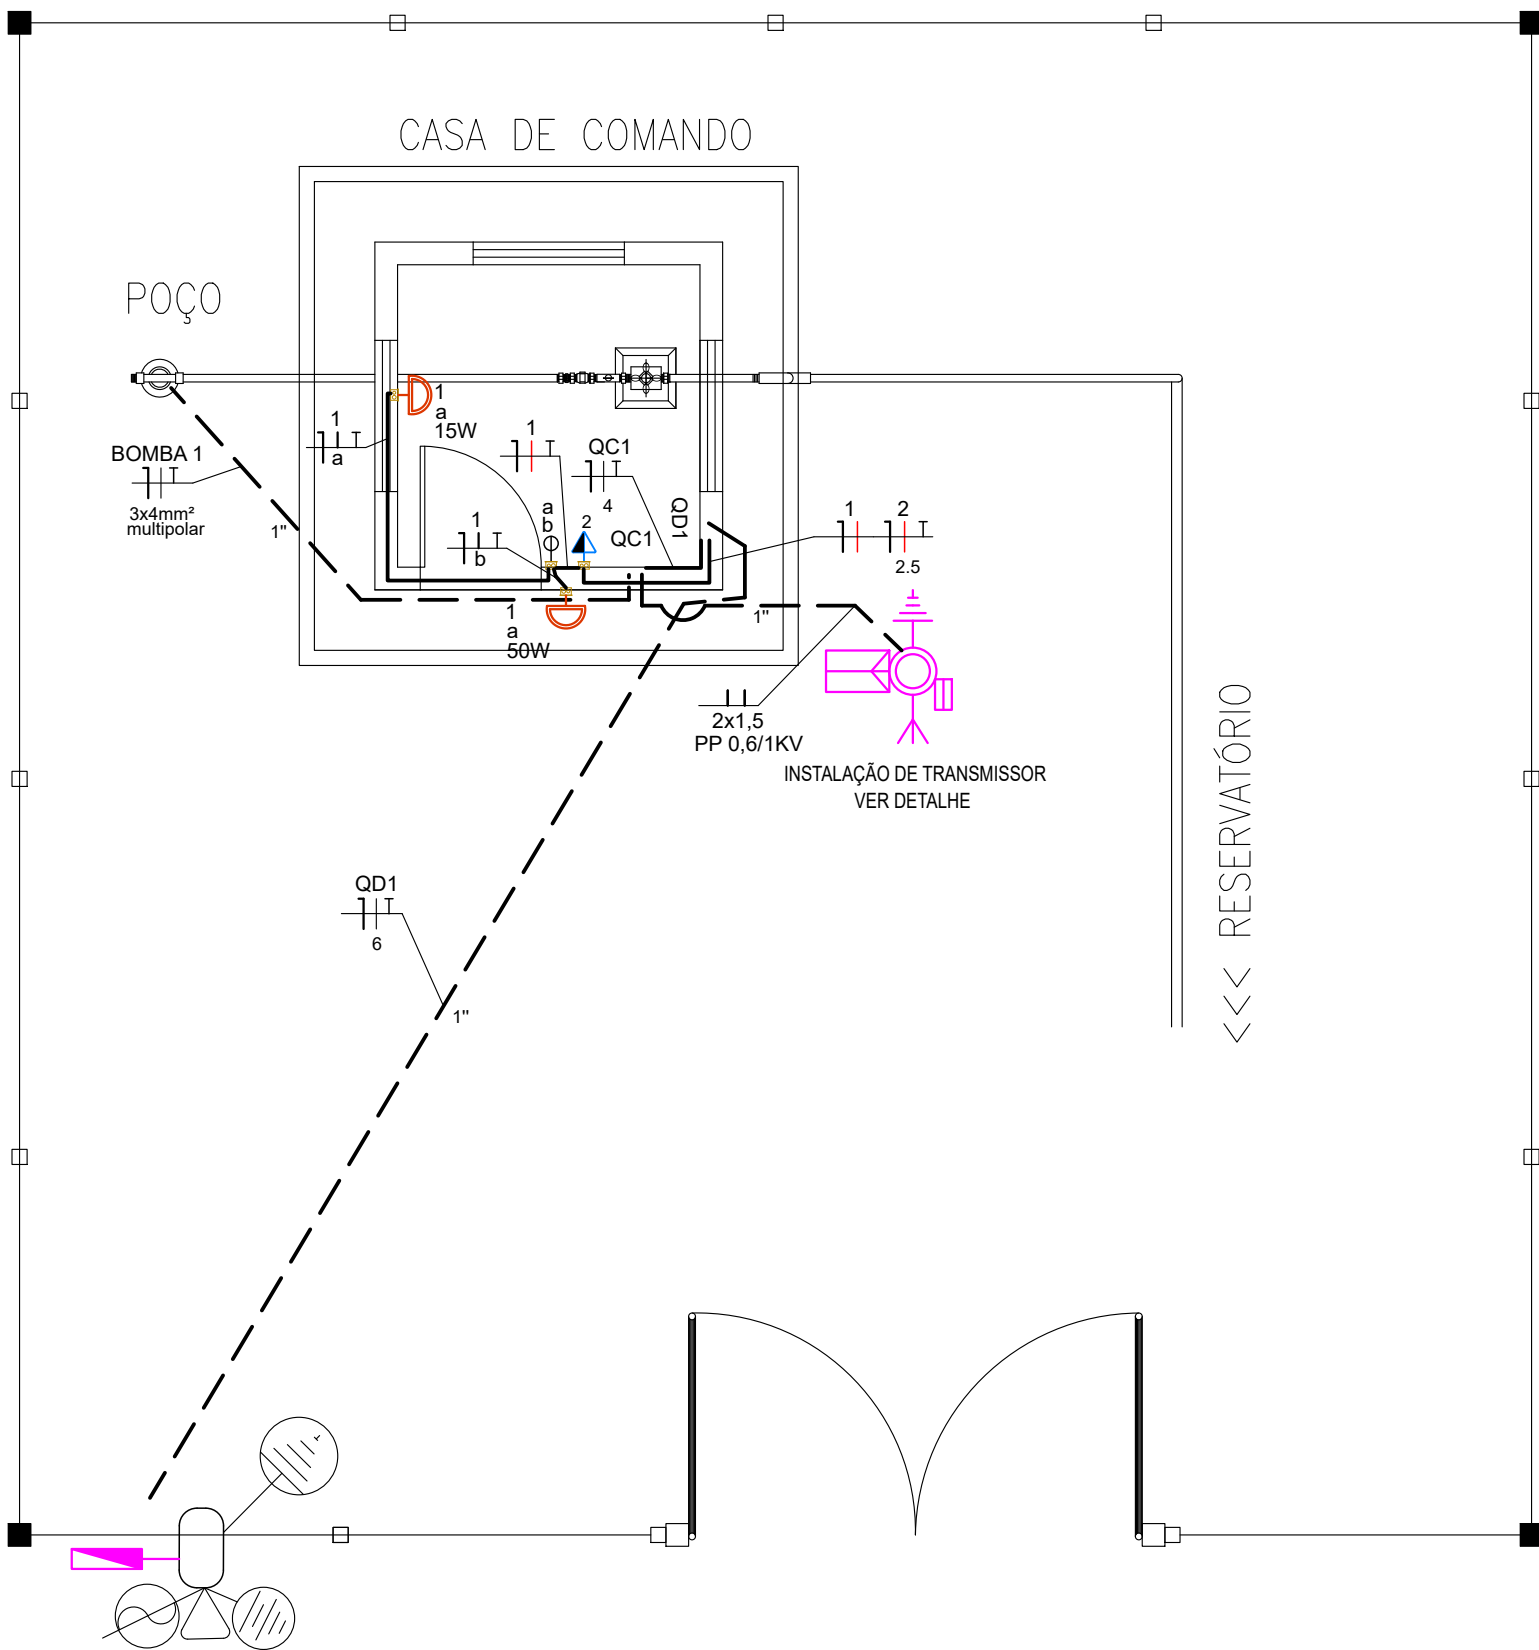 CASA DE COMANDO
POÇO
1
a
15W
1
a
1
QC1
4
BOMBA 1
3x4mm²
multipolar
1"
1
b
a
b
2
QC1
QD1
1
2
2.5
1
a
50W
1"
2x1,5
PP 0,6/1KV
INSTALAÇÃO DE TRANSMISSOR
VER DETALHE
<<< RESERVATÓRIO
QD1
6
1"